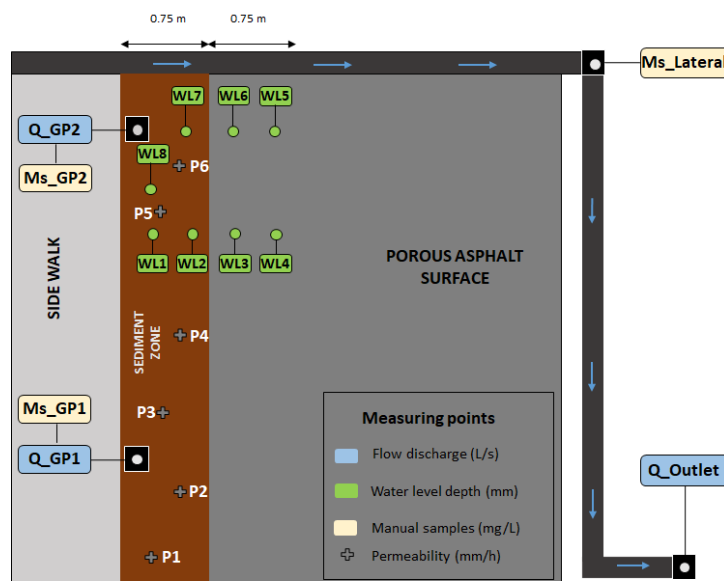 0.75 m
0.75 m
Ms_Lateral
WL7
WL6
WL5
Q_GP2
WL8
P6
Ms_GP2
P5
WL1
WL2
WL3
WL4
SIDE WALK
POROUS ASPHALT
SURFACE
SEDIMENT
ZONE
P4
Ms_GP1
P3
Q_GP1
P2
P1
Measuring points
Flow discharge (L/s)
Water level depth (mm)
Manual samples (mg/L)
Permeability (mm/h)
Q_Outlet